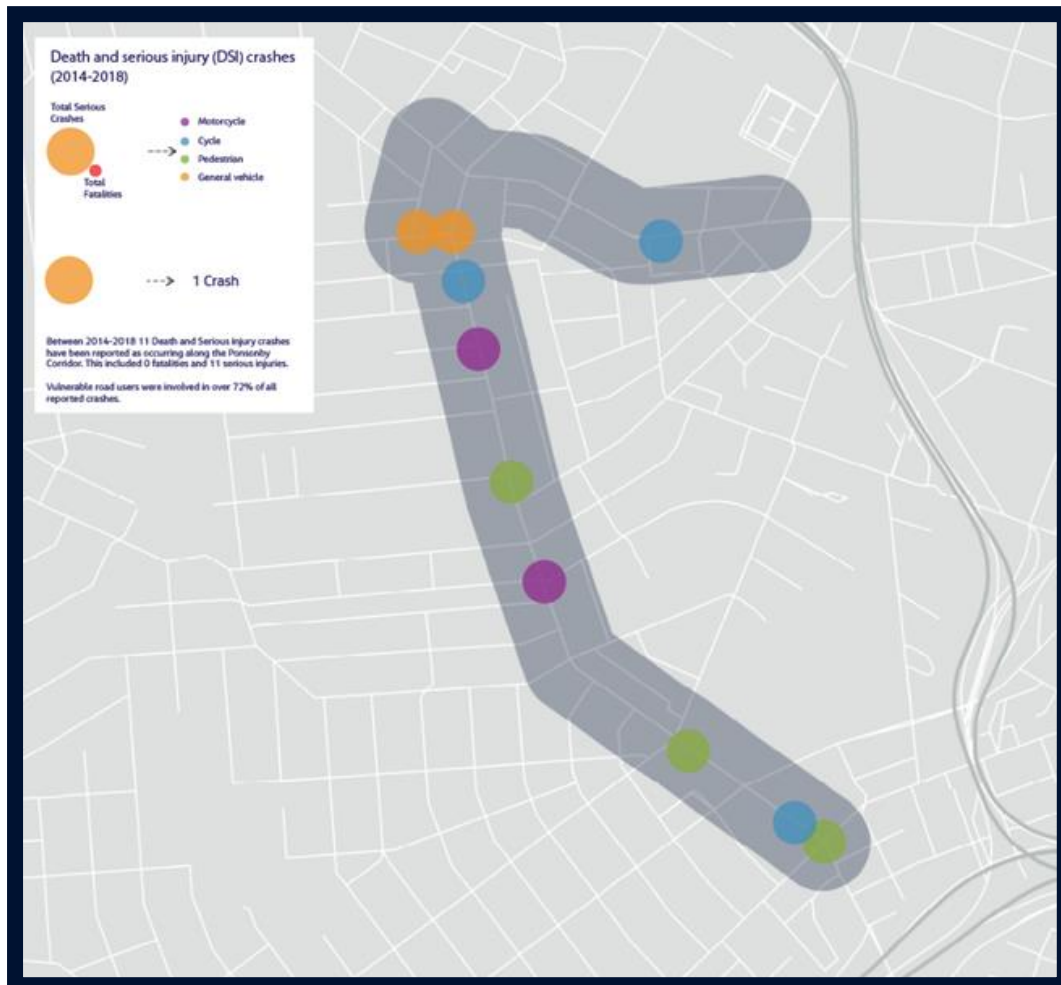 Death and serious injury (DSI) crashes
(2014-2018)
Total Serious
Crashes
Total
Fatalities
Motorcycle
Cycle
Pedestrian
General vehicle
1 Crash
Between 2014-2018 11 Death and Serious injury crashes
have been reported as occurring along the Ponsonby
Corridor. This included 0 fatalities and 11 serious injuries.
Vulnerable road users were involved in over 72% of all
reported crashes.